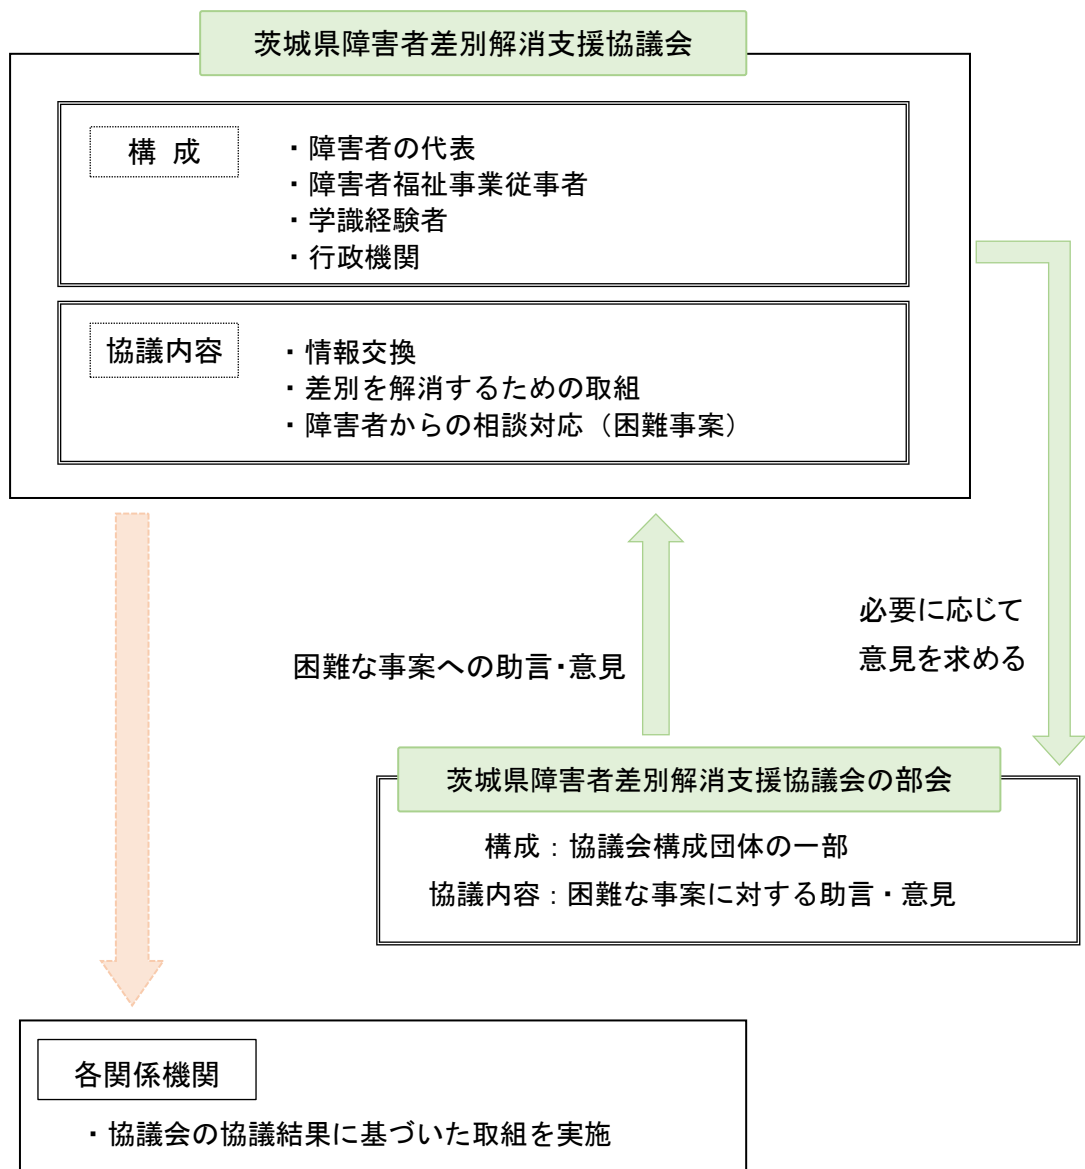 茨城県障害者差別解消支援協議会
構 成
・障害者の代表
・障害者福祉事業従事者
・学識経験者
・行政機関
協議内容
・情報交換
・差別を解消するための取組
・障害者からの相談対応（困難事案）
必要に応じて
意見を求める
困難な事案への助言・意見
茨城県障害者差別解消支援協議会の部会
構成：協議会構成団体の一部
協議内容：困難な事案に対する助言・意見
各関係機関
・協議会の協議結果に基づいた取組を実施